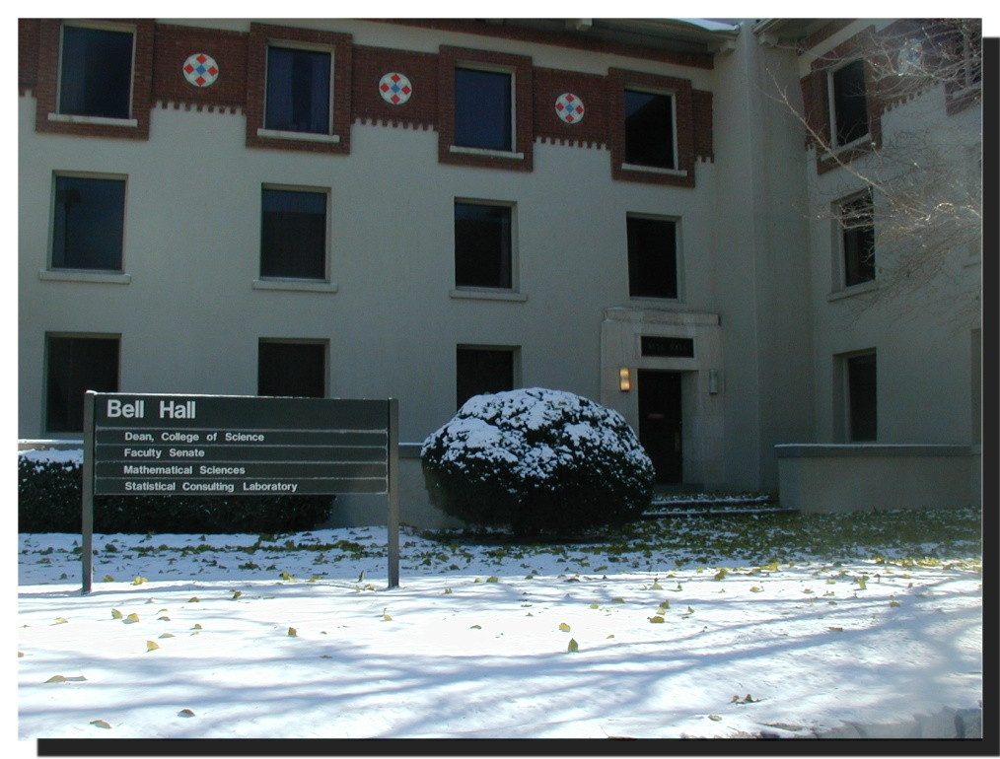 Bell Hall
Dean, College of Science
Faculty Senate
Mathematical Sciences
Statistical Consulting Laboratory